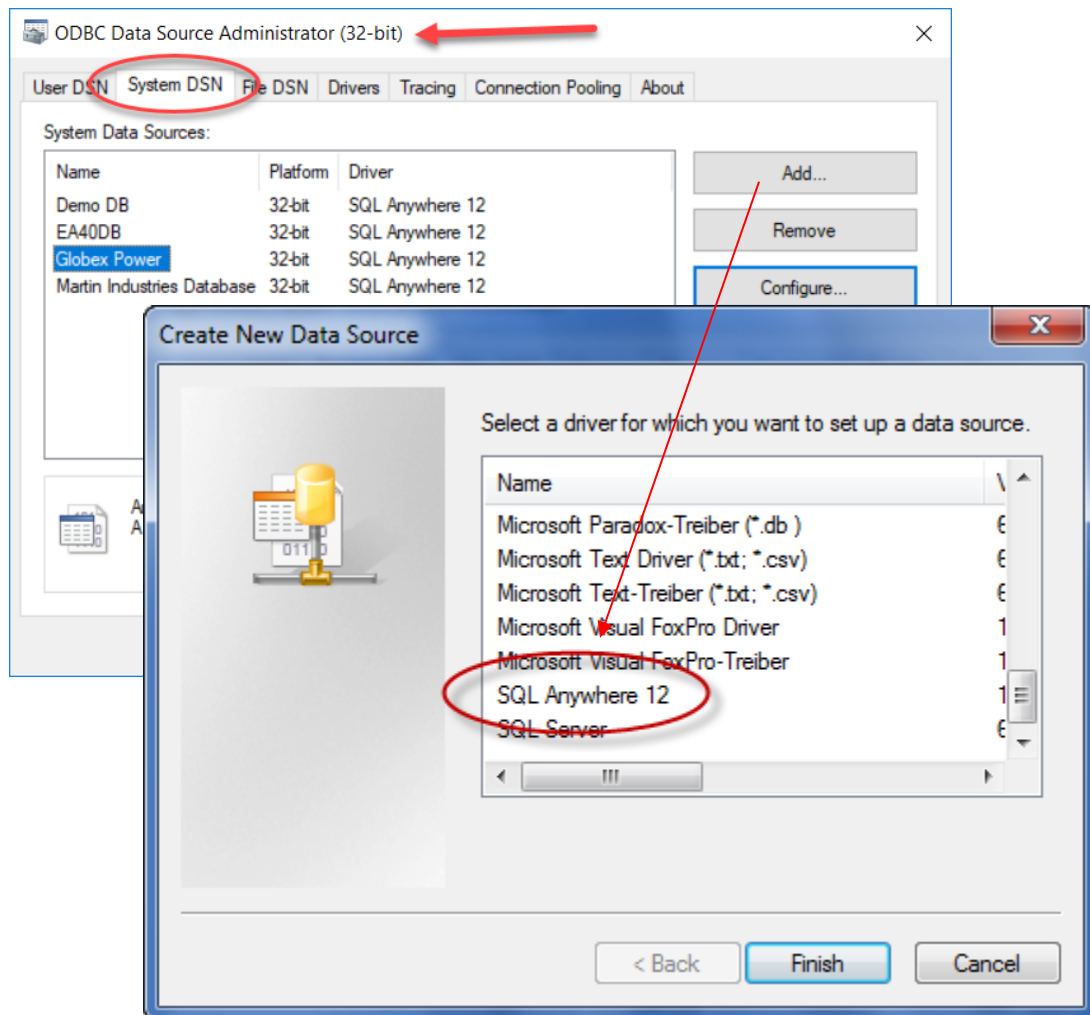 ODBC Data Source Administrator (32-bit)
User DSN System DSN File DSN Drivers Tracing Connection Pooling About
System Data Sources:
Name Platform Driver
Demo DB 32-bit SQL Anywhere 12
EA40DB 32-bit SQL Anywhere 12
Globex Power 32-bit SQL Anywhere 12
Martin Industries Database 32-bit SQL Anywhere 12
Add...
Remove
Configure...
Create New Data Source
Select a driver for which you want to set up a data source.
Name
Microsoft Paradox-Treiber (*.db )
Microsoft Text Driver (*.txt; *.csv)
Microsoft Text-Treiber (*.txt; *.csv)
Microsoft Visual FoxPro Driver
Microsoft Visual FoxPro-Treiber
SQL Anywhere 12
SQL Server
< Back Finish Cancel